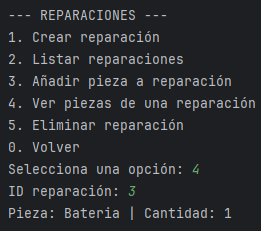 --- REPARACIONES ---
1. Crear reparación
2. Listar reparaciones
3. Añadir pieza a reparación
4. Ver piezas de una reparación
5. Eliminar reparación
0. Volver
Selecciona una opción: 4
ID reparación: 3
Pieza: Bateria | Cantidad: 1